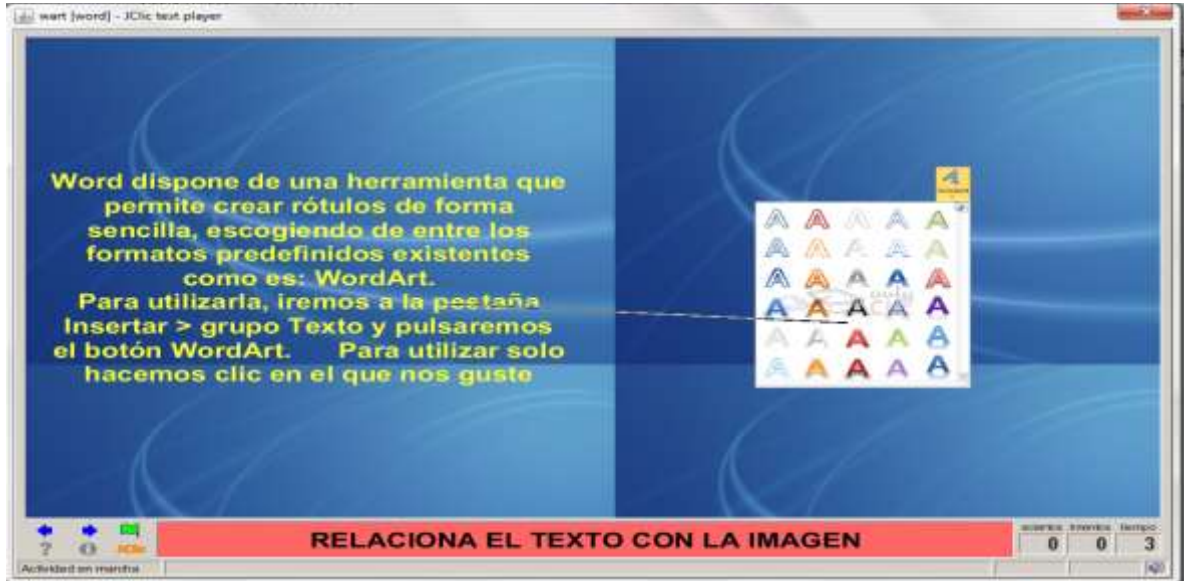 wart [word] - JClic test player
Word dispone de una herramienta que
permite crear rótulos de forma
sencilla, escogiendo de entre los
formatos predefinidos existentes
como es: WordArt.
Para utilizarla, iremos a la pestaña
Insertar > grupo Texto y pulsaremos
el botón WordArt. Para utilizar solo
hacemos clic en el que nos guste
A A A A A
A A A A A
A A A A A
A A A A A
A A A A A
A A A A A
JClic
RELACIONA EL TEXTO CON LA IMAGEN
aciertos intentos tiempo
0 0 3
Actividad en marcha